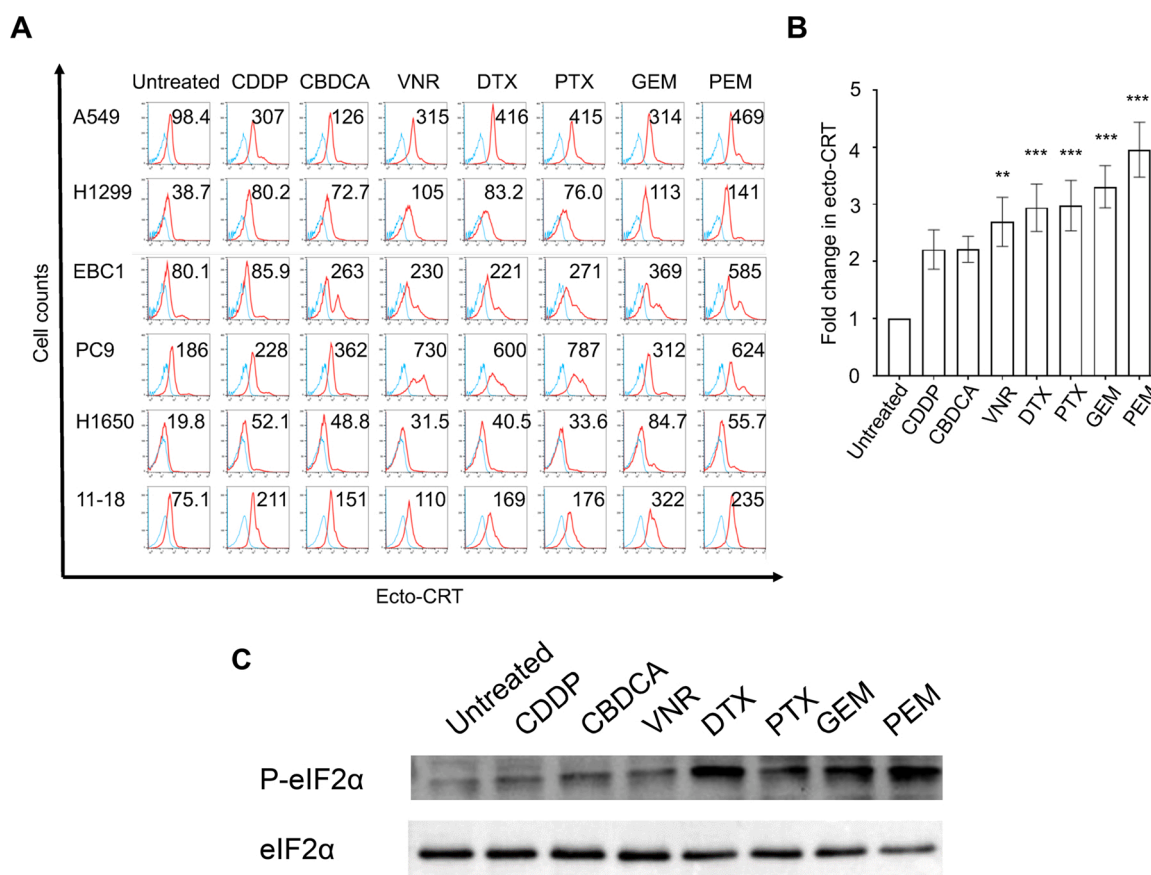 A
Untreated CDDP CBDCA VNR DTX PTX GEM PEM
A549 98.4 307 126 315 416 415 314 469
H1299 38.7 80.2 72.7 105 83.2 76.0 113 141
EBC1 80.1 85.9 263 230 221 271 369 585
PC9 186 228 362 730 600 787 312 624
H1650 19.8 52.1 48.8 31.5 40.5 33.6 84.7 55.7
11-18 75.1 211 151 110 169 176 322 235
Cell counts
Ecto-CRT
B
Fold change in ecto-CRT
5
4
3
2
1
0
** *** *** *** ***
Untreated CDDP CBDCA VNR DTX PTX GEM PEM
C
Untreated CDDP CBDCA VNR DTX PTX GEM PEM
P-eIF2α
eIF2α